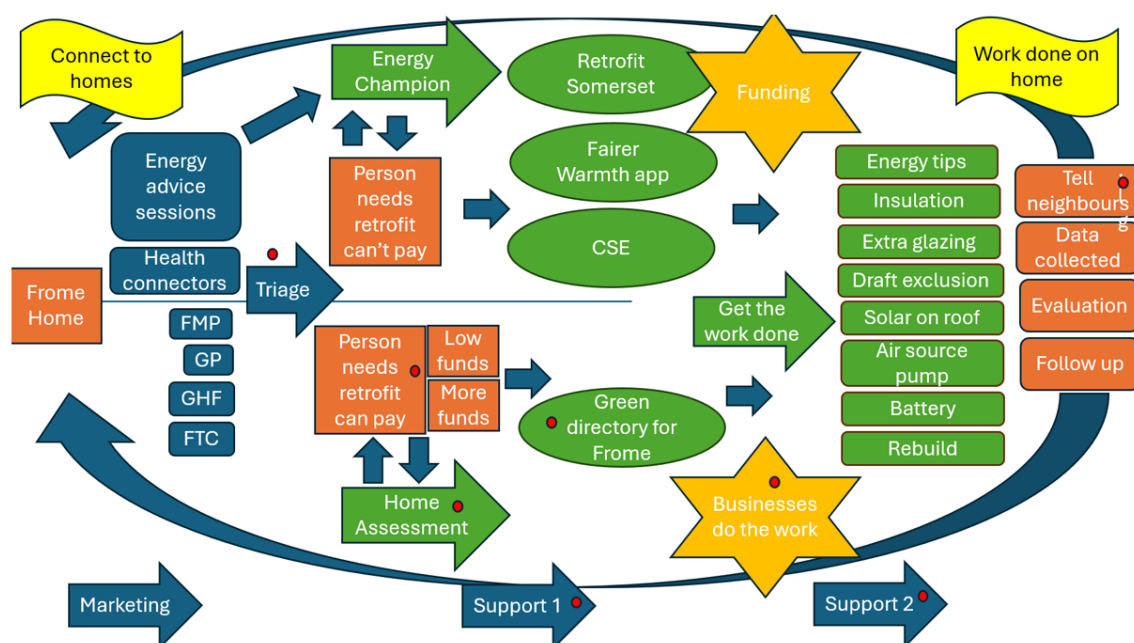 Connect to
homes
Energy
Champion
Retrofit
Somerset
Funding
Work done on
home
Energy
advice
sessions
Person
needs
retrofit
can't pay
Fairer
Warmth app
CSE
Energy tips
Insulation
Extra glazing
Draft exclusion
Solar on roof
Air source
pump
Battery
Rebuild
Tell
neighbours
Data
collected
Evaluation
Follow up
Health
connectors
Triage
Frome
Home
FMP
GP
GHF
FTC
Person
needs
retrofit
can pay
Low
funds
More
funds
Get the
work done
Green
directory for
Frome
Home
Assessment
Businesses
do the work
Marketing
Support 1
Support 2